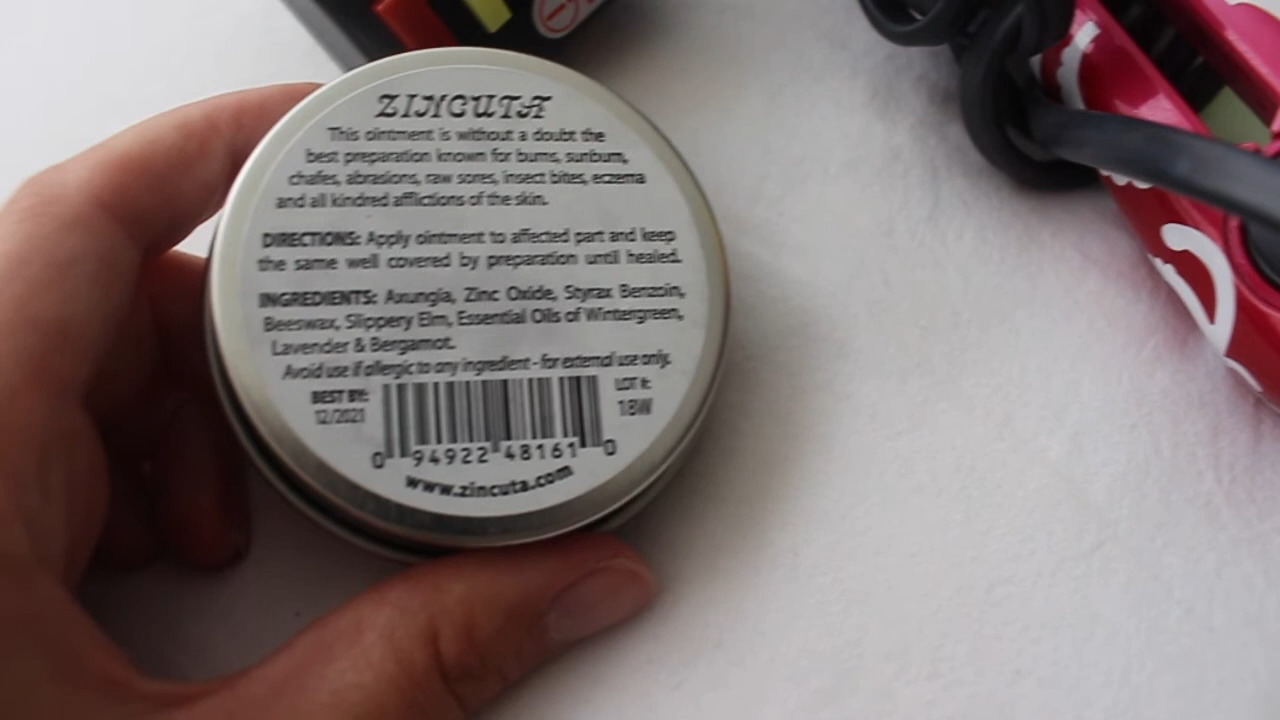 ZINCUTA
This ointment is without a doubt the
best preparation known for burns, sunburn,
chafes, abrasions, raw sores, insect bites, eczema
and all kindred afflictions of the skin.
DIRECTIONS: Apply ointment to affected part and keep
the same well covered by preparation until healed.
INGREDIENTS: Axungia, Zinc Oxide, Styrax Benzoin,
Beeswax, Slippery Elm, Essential Oils of Wintergreen,
Lavender & Bergamot.
Avoid use if allergic to any ingredient - for external use only.
BEST BY:
12/2021
LOT #:
18W
0 94922 48161 0
www.zincuta.com